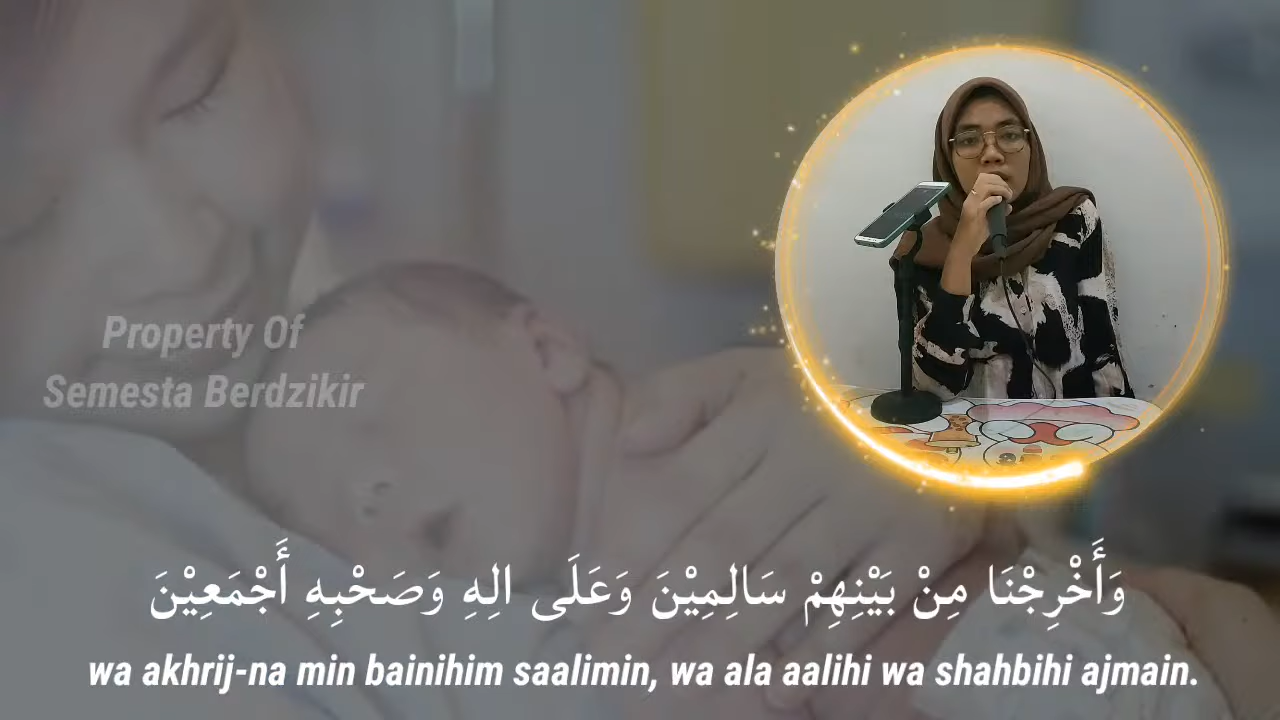 Property Of
Semesta Berdzikir
وَأَخْرِجْنَا مِنْ بَيْنِهِمْ سَالِمِيْنَ وَعَلَى الِهِ وَصَحْبِهِ أَجْمَعِيْنَ
wa akhrij-na min bainihim saalimin, wa ala aalihi wa shahbihi ajmain.